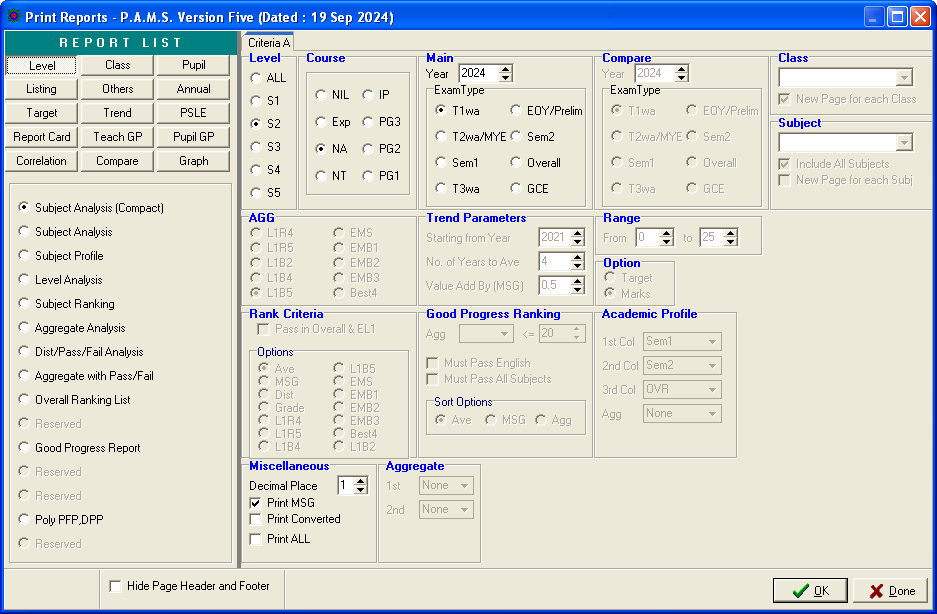 Print Reports - P.A.M.S. Version Five (Dated : 19 Sep 2024)
REPORT LIST
Level Class Pupil
Listing Others Annual
Target Trend PSLE
Report Card Teach GP Pupil GP
Correlation Compare Graph
Subject Analysis (Compact)
Subject Analysis
Subject Profile
Level Analysis
Subject Ranking
Aggregate Analysis
Dist/Pass/Fail Analysis
Aggregate with Pass/Fail
Overall Ranking List
Reserved
Good Progress Report
Reserved
Reserved
Poly PFP,DPP
Reserved
Criteria A
Level
ALL
S1
S2
S3
S4
S5
Course
NIL IP
Exp PG3
NA PG2
NT PG1
Main
Year 2024
ExamType
T1wa EOY/Prelim
T2wa/MYE Sem2
Sem1 Overall
T3wa GCE
Compare
Year 2024
ExamType
T1wa EOY/Prelim
T2wa/MYE Sem2
Sem1 Overall
T3wa GCE
Class
New Page for each Class
Subject
Include All Subjects
New Page for each Subj
AGG
L1R4 EMS
L1R5 EMB1
L1B2 EMB2
L1B4 EMB3
L1B5 Best4
Trend Parameters
Starting from Year 2021
No. of Years to Ave 4
Value Add By (MSG) 0.5
Range
From 0 to 25
Option
Target
Marks
Rank Criteria
Pass in Overall & EL1
Options
Ave L1B5
MSG EMS
Dist EMB1
Grade EMB2
L1R4 EMB3
L1R5 Best4
L1B4 L1B2
Good Progress Ranking
Agg <= 20
Must Pass English
Must Pass All Subjects
Sort Options
Ave MSG Agg
Academic Profile
1st Col Sem1
2nd Col Sem2
3rd Col OVR
Agg None
Miscellaneous
Decimal Place 1
Print MSG
Print Converted
Print ALL
Aggregate
1st None
2nd None
Hide Page Header and Footer
OK
Done